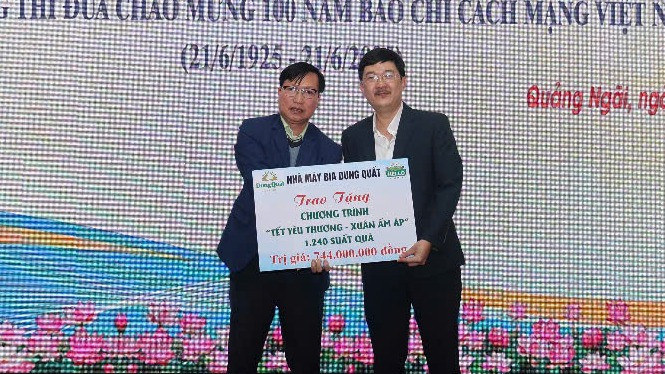 THI ĐUA CHÀO MỪNG 100 NĂM BÁO CHÍ CÁCH MẠNG VIỆT
(21/6/1925 - 21/6/
Quảng Ngãi,
NHÀ MÁY BIA DUNG QUẤT
Dung Quất
HELLO
Trao Tặng
CHƯƠNG TRÌNH
"TẾT YÊU THƯƠNG - XUÂN ẤM ÁP"
1.240 SUẤT QUÀ
Trị giá: 744.000.000 đồng